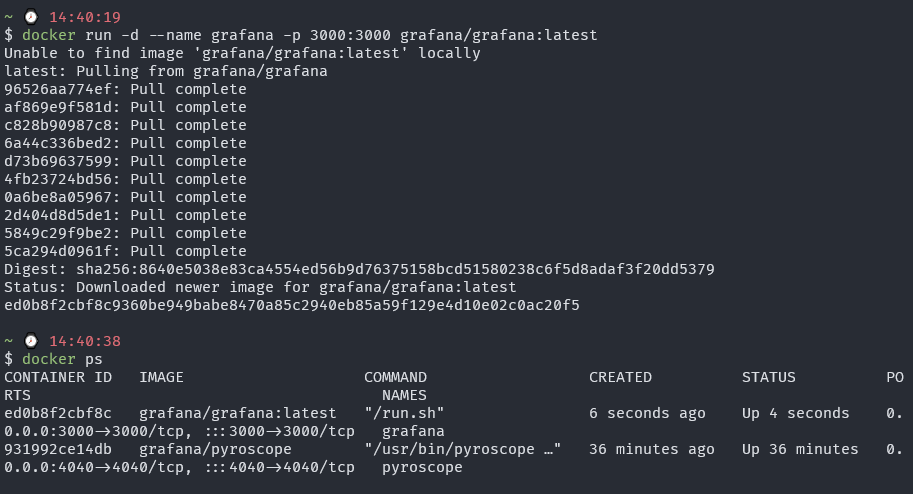 ~ 🕗 14:40:19
$ docker run -d --name grafana -p 3000:3000 grafana/grafana:latest
Unable to find image 'grafana/grafana:latest' locally
latest: Pulling from grafana/grafana
96526aa774ef: Pull complete
af869e9f581d: Pull complete
c828b90987c8: Pull complete
6a44c336bed2: Pull complete
d73b69637599: Pull complete
4fb23724bd56: Pull complete
0a6be8a05967: Pull complete
2d404d8d5de1: Pull complete
5849c29f9be2: Pull complete
5ca294d0961f: Pull complete
Digest: sha256:8640e5038e83ca4554ed56b9d76375158bcd51580238c6f5d8adaf3f20dd5379
Status: Downloaded newer image for grafana/grafana:latest
ed0b8f2cbf8c9360be949babe8470a85c2940eb85a59f129e4d10e02c0ac20f5
~ 🕗 14:40:38
$ docker ps
CONTAINER ID   IMAGE                    COMMAND                  CREATED          STATUS          PO
RTS                                       NAMES
ed0b8f2cbf8c   grafana/grafana:latest   "/run.sh"                6 seconds ago    Up 4 seconds    0.
0.0.0:3000->3000/tcp, :::3000->3000/tcp   grafana
931992ce14db   grafana/pyroscope        "/usr/bin/pyroscope …"   36 minutes ago   Up 36 minutes   0.
0.0.0:4040->4040/tcp, :::4040->4040/tcp   pyroscope